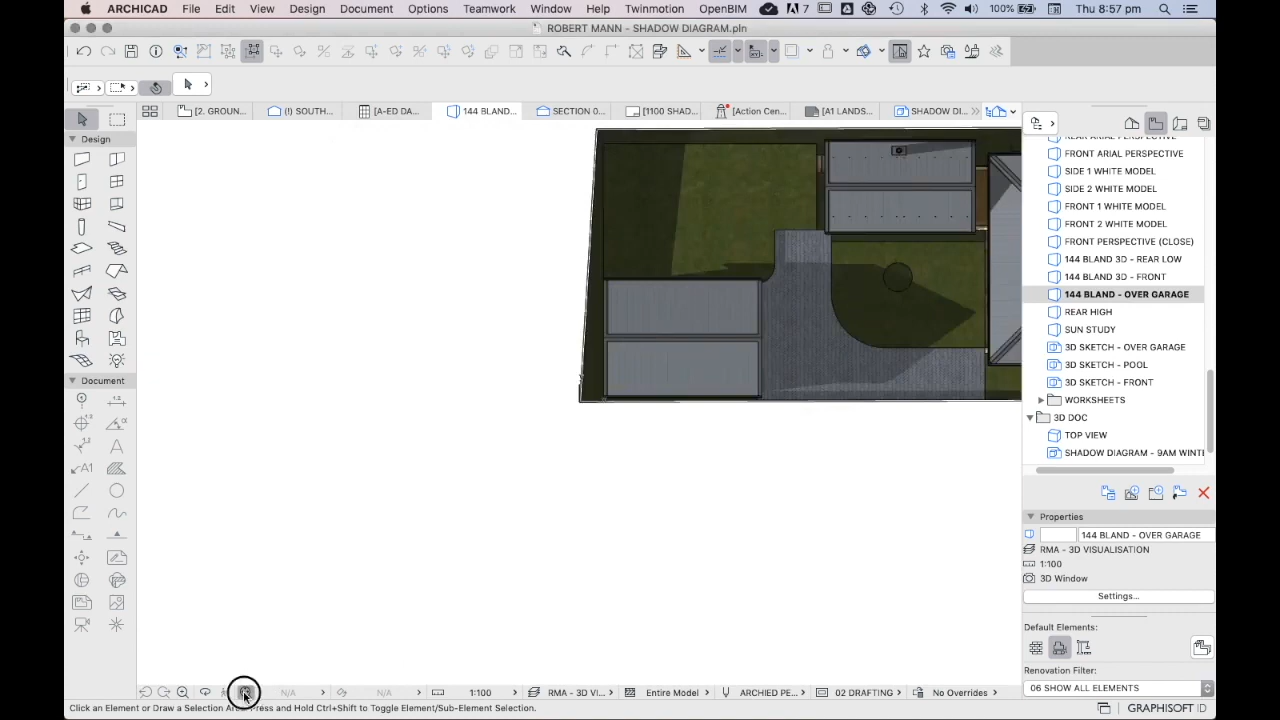 ARCHICAD File Edit View Design Document Options Teamwork Window Help Twinmotion OpenBIM 7 100% Thu 8:57 pm
ROBERT MANN - SHADOW DIAGRAM.pln
[2. GROUN... (!) SOUTH... [A-ED DA... 144 BLAND... SECTION 0... [1100 SHAD... [Action Cen... [A1 LANDS... SHADOW DI...
Design
Document
FRONT ARIAL PERSPECTIVE
SIDE 1 WHITE MODEL
SIDE 2 WHITE MODEL
FRONT 1 WHITE MODEL
FRONT 2 WHITE MODEL
FRONT PERSPECTIVE (CLOSE)
144 BLAND 3D - REAR LOW
144 BLAND 3D - FRONT
144 BLAND - OVER GARAGE
REAR HIGH
SUN STUDY
3D SKETCH - OVER GARAGE
3D SKETCH - POOL
3D SKETCH - FRONT
WORKSHEETS
3D DOC
TOP VIEW
SHADOW DIAGRAM - 9AM WINTE
Properties
144 BLAND - OVER GARAGE
RMA - 3D VISUALISATION
1:100
3D Window
Settings...
Default Elements:
Renovation Filter:
06 SHOW ALL ELEMENTS
N/A N/A 1:100 RMA - 3D VI... Entire Model ARCHIED PE... 02 DRAFTING No Overrides
Click an Element or Draw a Selection Area. Press and Hold Ctrl+Shift to Toggle Element/Sub-Element Selection.
GRAPHISOFT ID